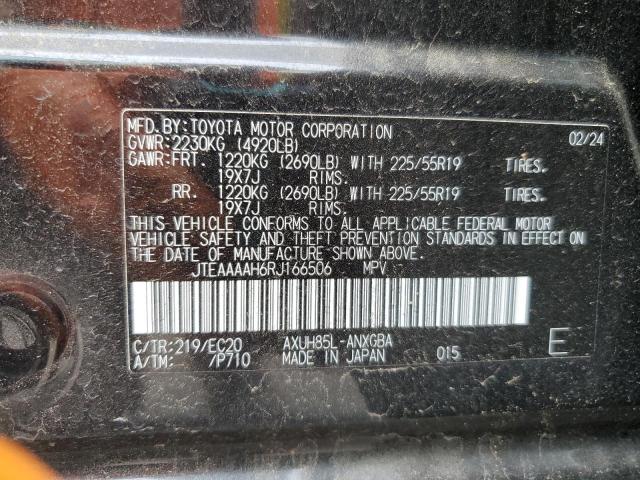 MFD.BY:TOYOTA MOTOR CORPORATION 02/24
GVWR:2230KG (4920LB)
GAWR:FRT. 1220KG (2690LB) WITH 225/55R19 TIRES.
19X7J RIMS.
RR. 1220KG (2690LB) WITH 225/55R19 TIRES.
19X7J RIMS.
THIS VEHICLE CONFORMS TO ALL APPLICABLE FEDERAL MOTOR
VEHICLE SAFETY AND THEFT PREVENTION STANDARDS IN EFFECT ON
THE DATE OF MANUFACTURE SHOWN ABOVE.
JTEAAAAH6RJ166506 MPV
C/TR:219/EC20 AXUH85L-ANXGBA
A/TM: /P710 MADE IN JAPAN 015 E